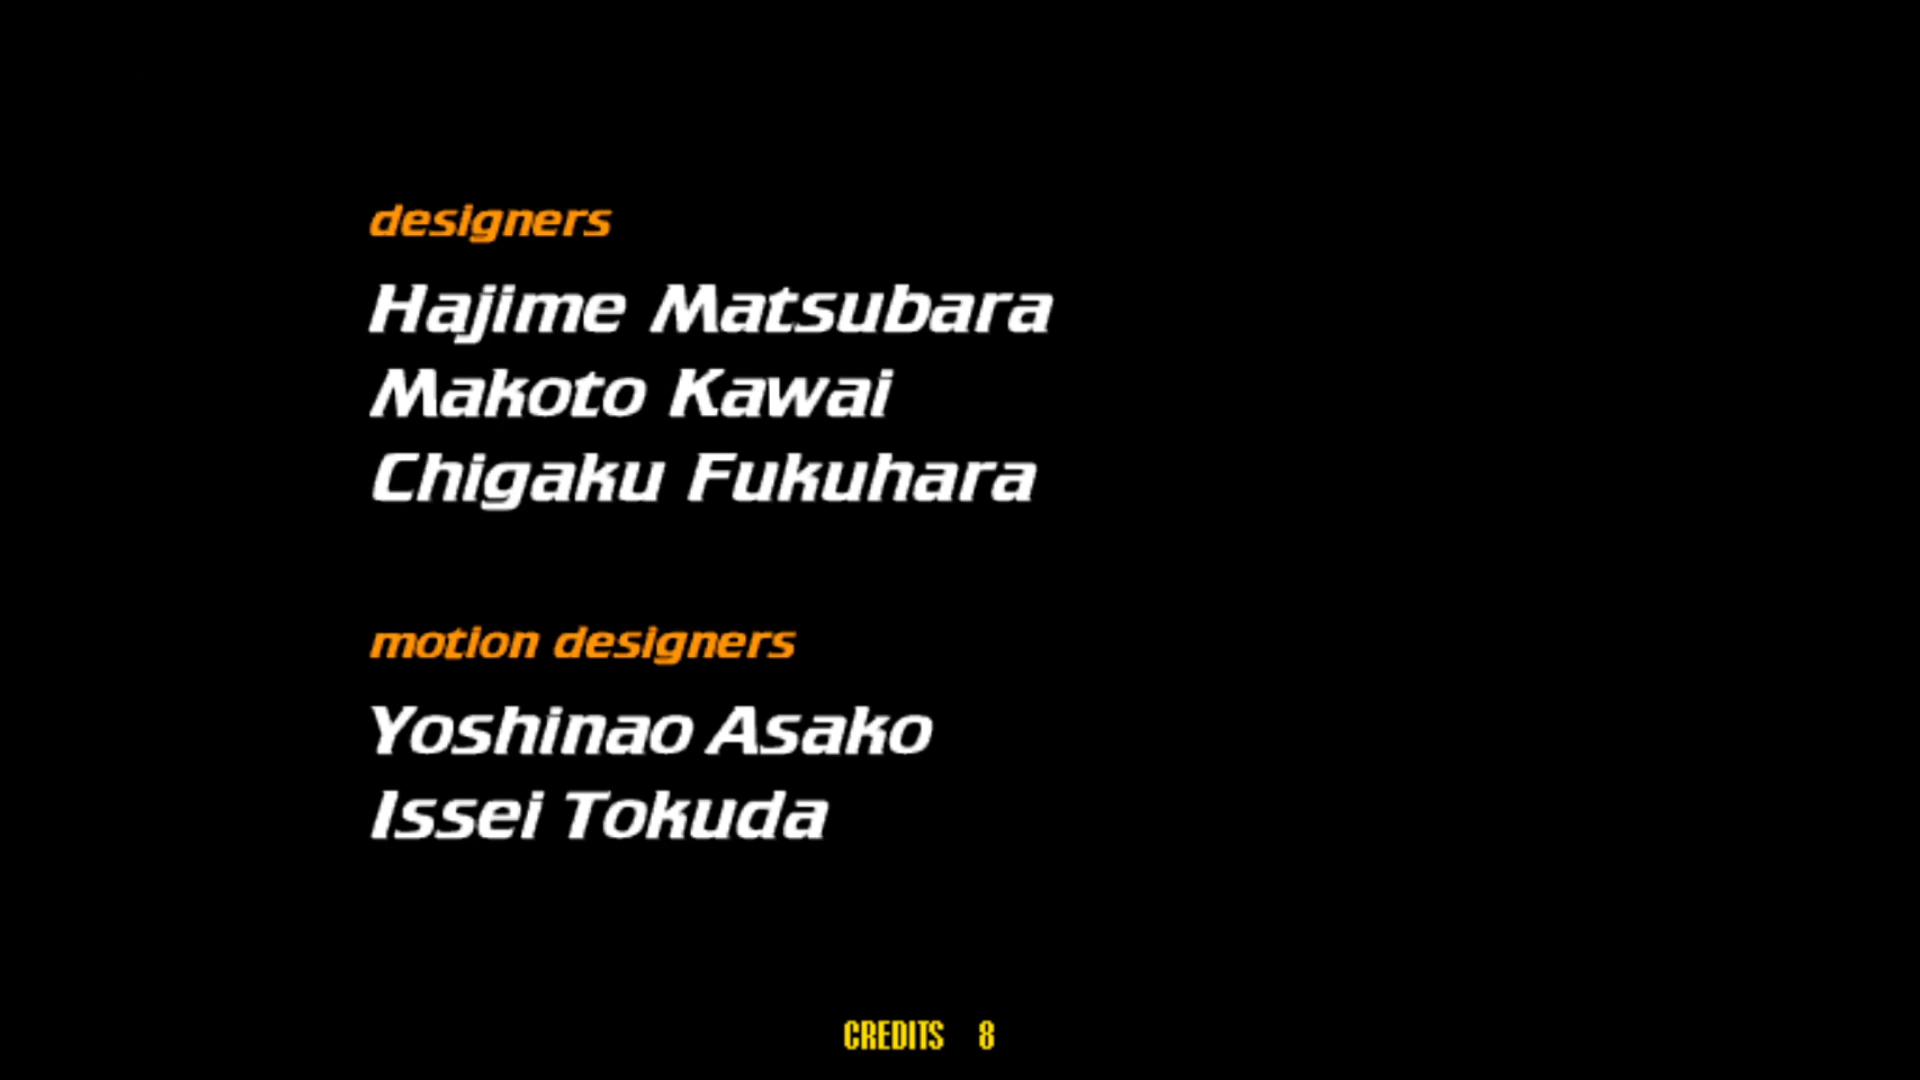 designers
Hajime Matsubara
Makoto Kawai
Chigaku Fukuhara
motion designers
Yoshinao Asako
Issei Tokuda
CREDITS 8